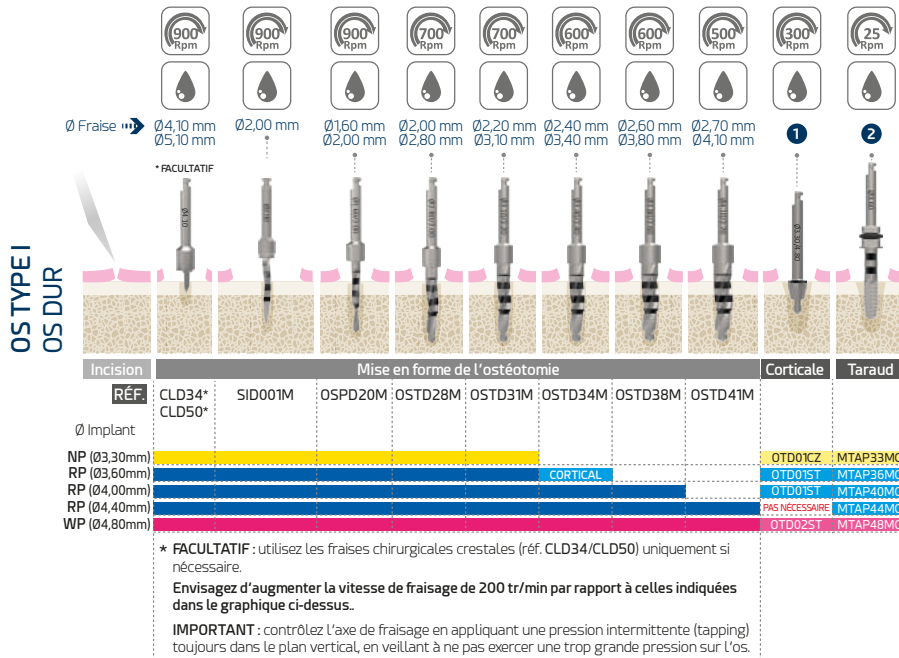 900 Rpm 900 Rpm 900 Rpm 700 Rpm 700 Rpm 600 Rpm 600 Rpm 500 Rpm 300 Rpm 25 Rpm
Ø Fraise Ø4,10 mm Ø2,00 mm Ø1,60 mm Ø2,00 mm Ø2,20 mm Ø2,40 mm Ø2,60 mm Ø2,70 mm 1 2
Ø5,10 mm Ø2,00 mm Ø2,80 mm Ø3,10 mm Ø3,40 mm Ø3,80 mm Ø4,10 mm
* FACULTATIF
Ø4.10
OS TYPE I
OS DUR
Incision Mise en forme de l'ostéotomie Corticale Taraud
RÉF. CLD34* SID001M OSPD20M OSTD28M OSTD31M OSTD34M OSTD38M OSTD41M
CLD50*
Ø Implant
NP (Ø3,30mm) OTD01CZ MTAP33MC
RP (Ø3,60mm) CORTICAL OTD01ST MTAP36MC
RP (Ø4,00mm) OTD01ST MTAP40MC
RP (Ø4,40mm) PAS NÉCESSAIRE MTAP44MC
WP (Ø4,80mm) OTD02ST MTAP48MC
* FACULTATIF : utilisez les fraises chirurgicales crestales (réf. CLD34/CLD50) uniquement si
nécessaire.
Envisagez d'augmenter la vitesse de fraisage de 200 tr/min par rapport à celles indiquées
dans le graphique ci-dessus..
IMPORTANT : contrôlez l'axe de fraisage en appliquant une pression intermittente (tapping)
toujours dans le plan vertical, en veillant à ne pas exercer une trop grande pression sur l'os.